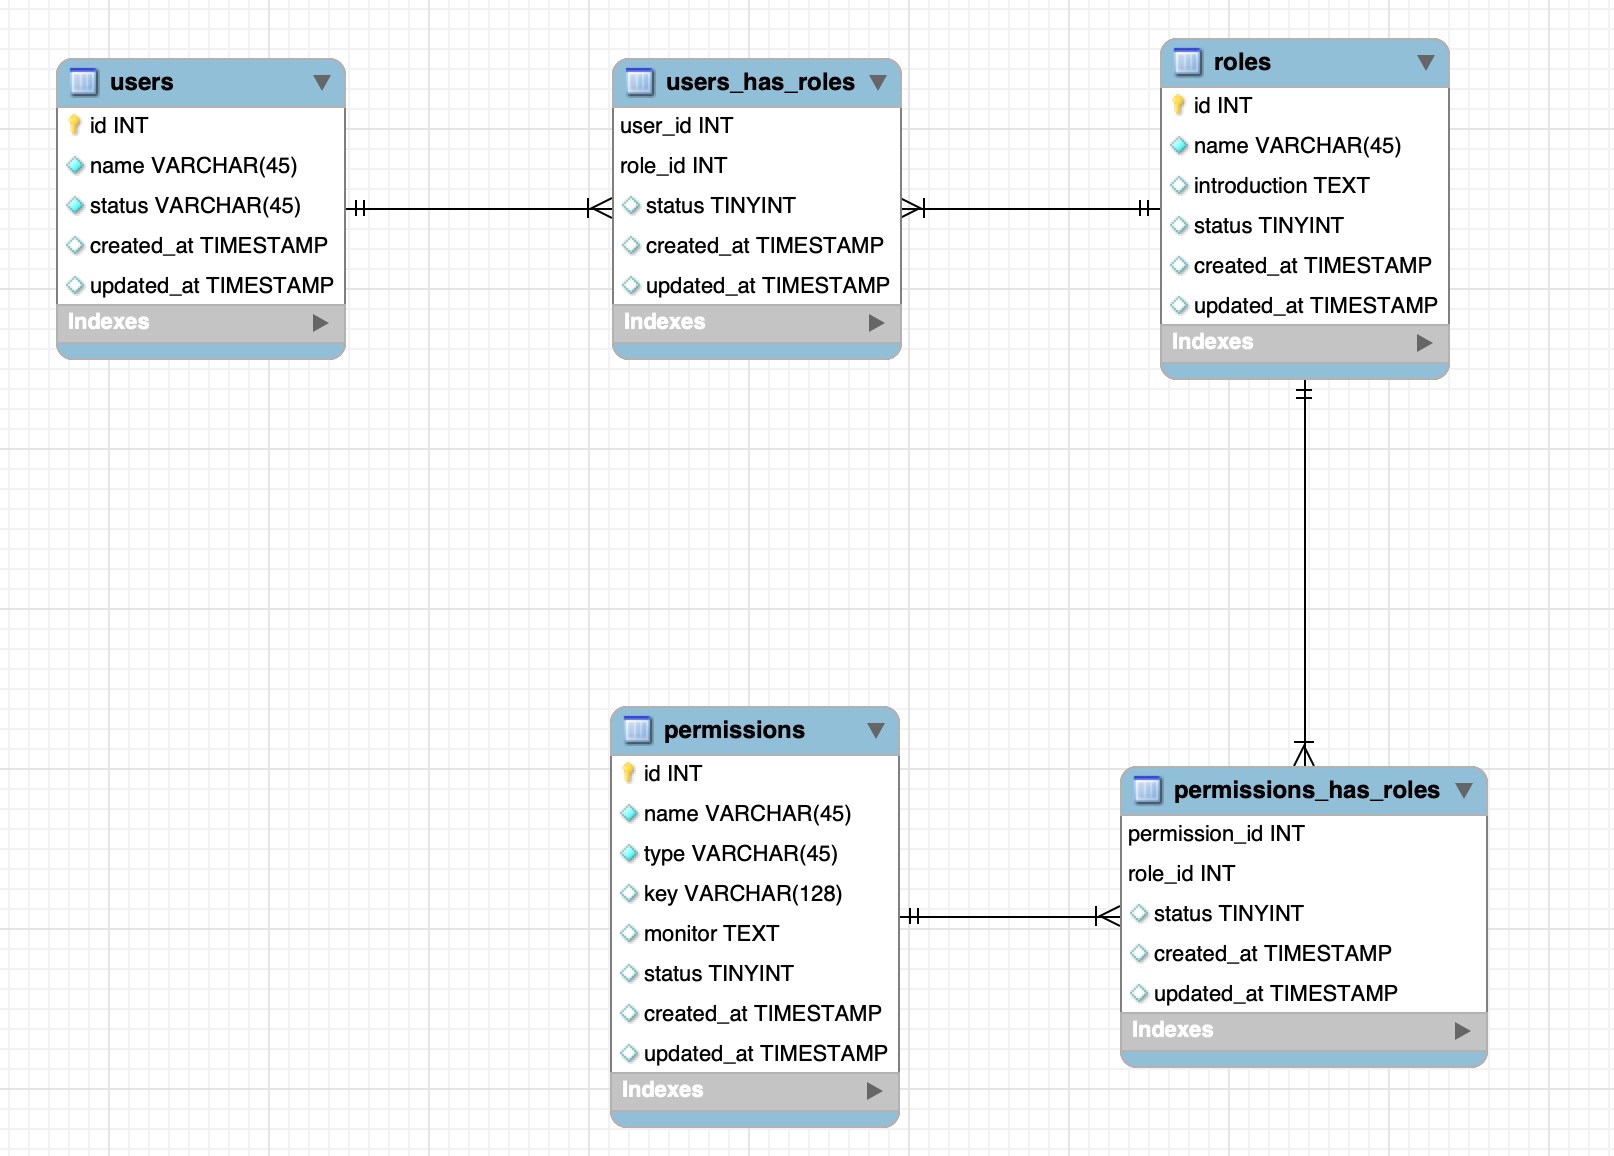 users
id INT
name VARCHAR(45)
status VARCHAR(45)
created_at TIMESTAMP
updated_at TIMESTAMP
Indexes
users_has_roles
user_id INT
role_id INT
status TINYINT
created_at TIMESTAMP
updated_at TIMESTAMP
Indexes
roles
id INT
name VARCHAR(45)
introduction TEXT
status TINYINT
created_at TIMESTAMP
updated_at TIMESTAMP
Indexes
permissions
id INT
name VARCHAR(45)
type VARCHAR(45)
key VARCHAR(128)
monitor TEXT
status TINYINT
created_at TIMESTAMP
updated_at TIMESTAMP
Indexes
permissions_has_roles
permission_id INT
role_id INT
status TINYINT
created_at TIMESTAMP
updated_at TIMESTAMP
Indexes